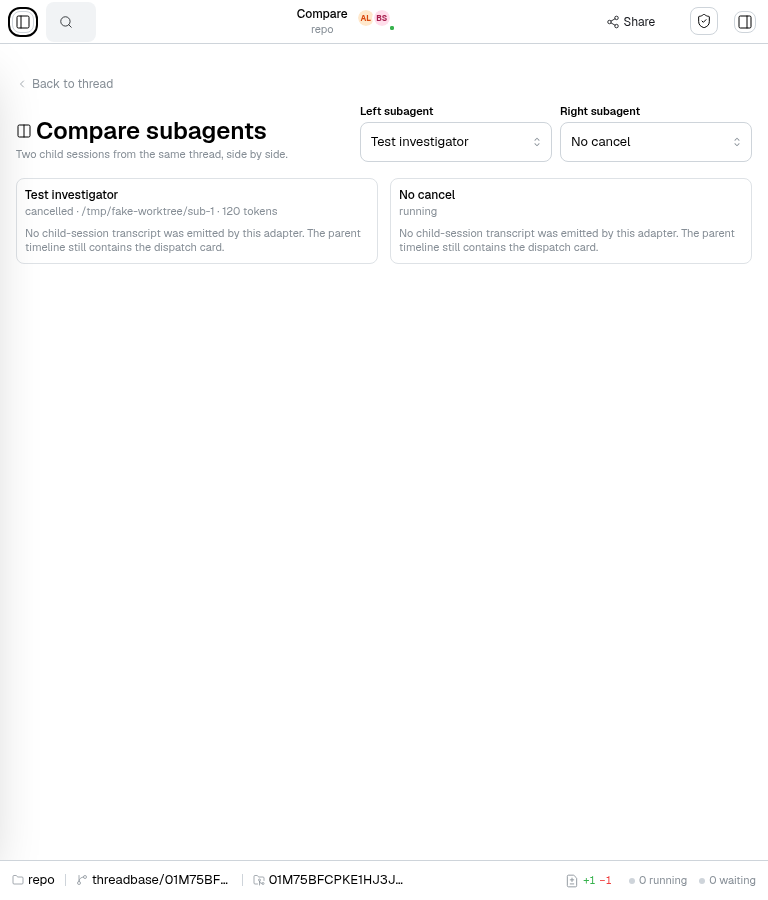 Compare
repo
AL
BS
Share
Back to thread
Compare subagents
Two child sessions from the same thread, side by side.
Left subagent
Test investigator
Right subagent
No cancel
Test investigator
cancelled · /tmp/fake-worktree/sub-1 · 120 tokens
No child-session transcript was emitted by this adapter. The parent
timeline still contains the dispatch card.
No cancel
running
No child-session transcript was emitted by this adapter. The parent
timeline still contains the dispatch card.
repo
threadbase/01M75BF…
01M75BFCPKE1HJ3J…
+1 −1
0 running
0 waiting